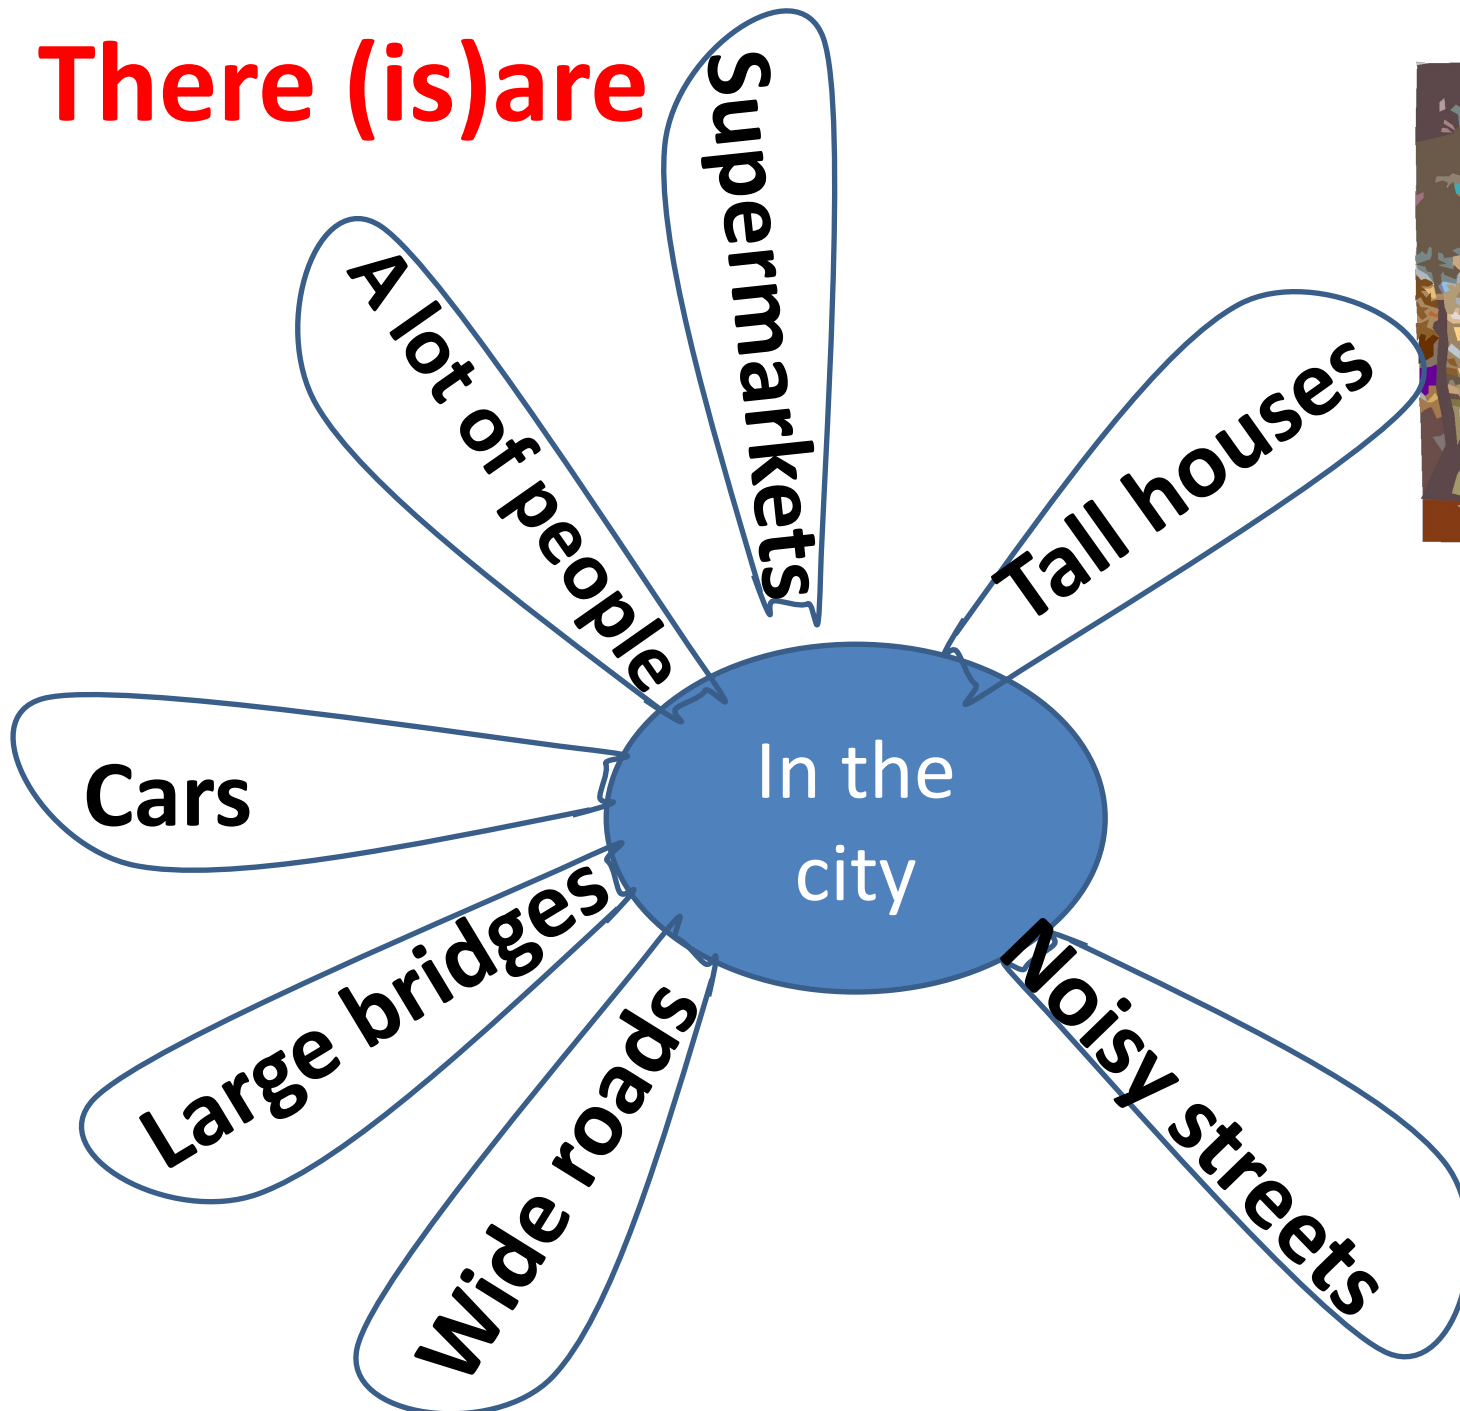 There (is)are
Supermarkets
A lot of people
Tall houses
Cars
In the
city
Large bridges
Wide roads
Noisy streets